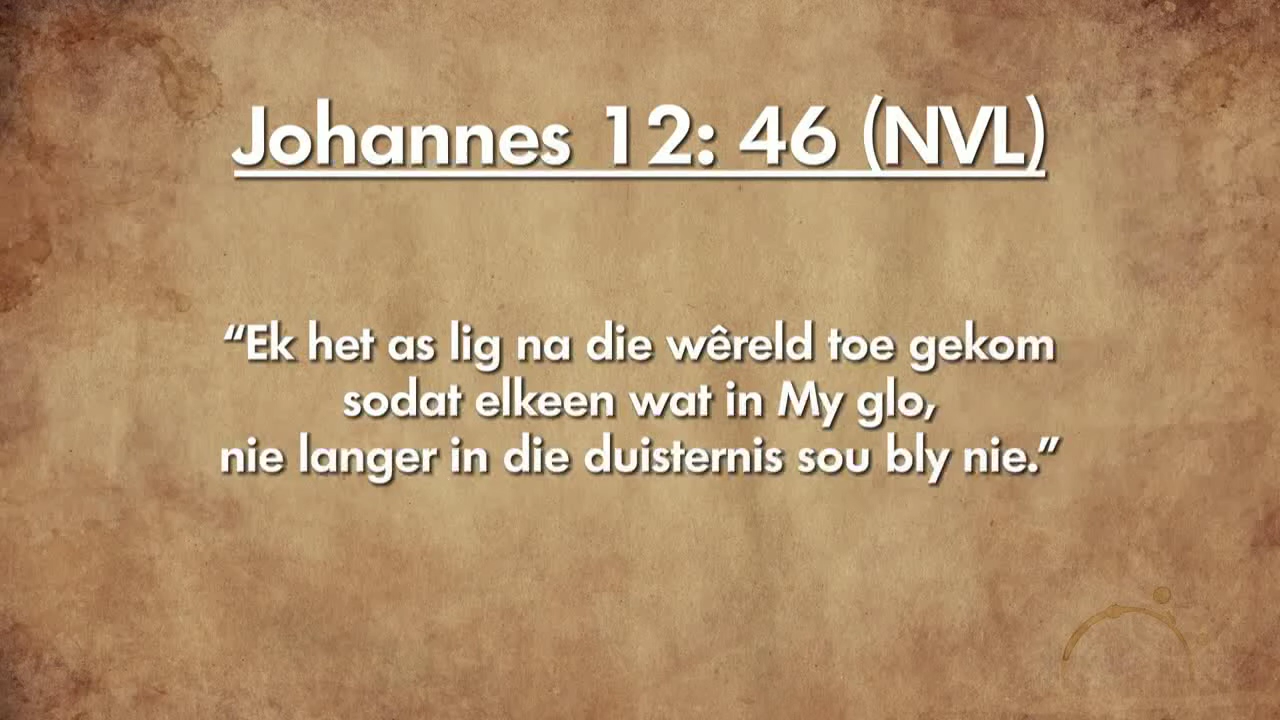 Johannes 12: 46 (NVL)
“Ek het as lig na die wêreld toe gekom
sodat elkeen wat in My glo,
nie langer in die duisternis sou bly nie.”